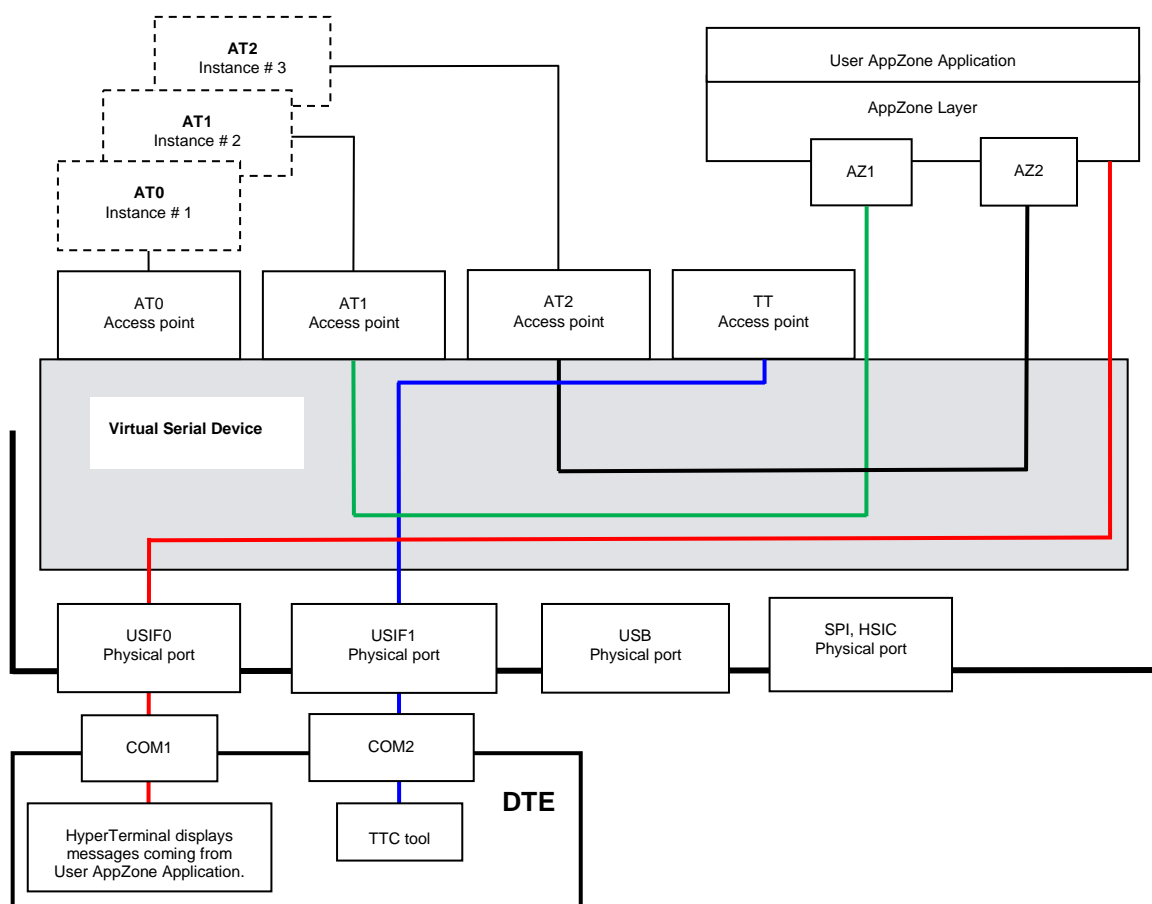 AT2
Instance # 3
AT1
Instance # 2
AT0
Instance # 1
User AppZone Application
AppZone Layer
AZ1
AZ2
AT0
Access point
AT1
Access point
AT2
Access point
TT
Access point
Virtual Serial Device
USIF0
Physical port
USIF1
Physical port
USB
Physical port
SPI, HSIC
Physical port
COM1
COM2
DTE
HyperTerminal displays
messages coming from
User AppZone Application.
TTC tool